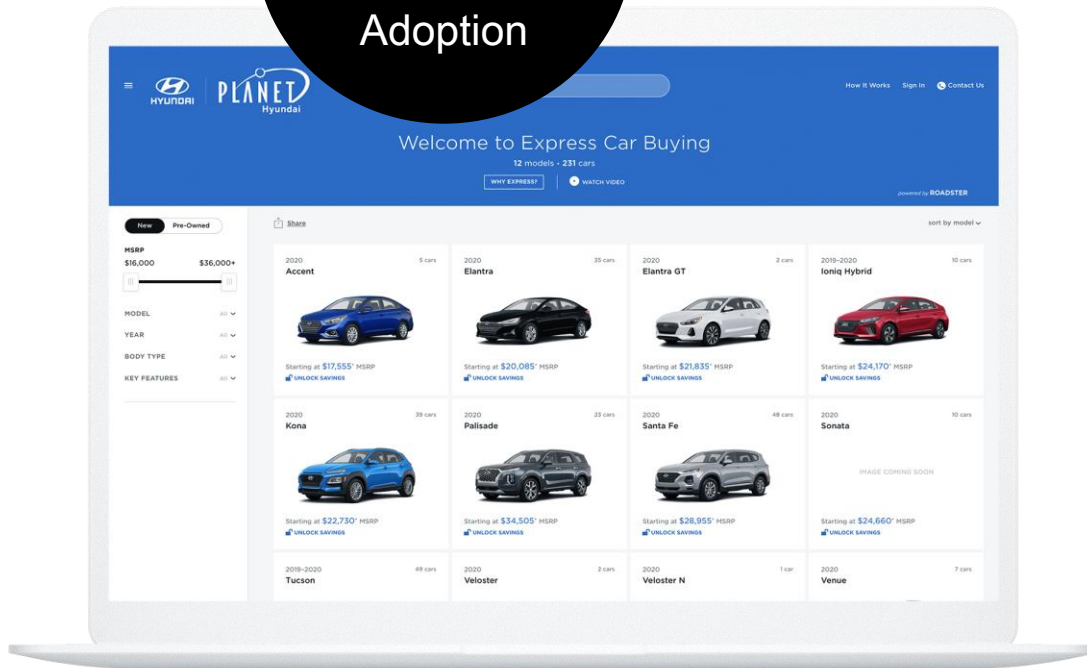 Adoption
HYUNDAI
PLANET
Hyundai
How It Works Sign In Contact Us
Welcome to Express Car Buying
12 models • 231 cars
WHY EXPRESS? WATCH VIDEO
powered by ROADSTER
New Pre-Owned
Share
sort by model
MSRP
$16,000 $36,000+
MODEL All
YEAR All
BODY TYPE All
KEY FEATURES All
2020 5 cars
Accent
Starting at $17,555* MSRP
UNLOCK SAVINGS
2020 35 cars
Elantra
Starting at $20,085* MSRP
UNLOCK SAVINGS
2020 2 cars
Elantra GT
Starting at $21,835* MSRP
UNLOCK SAVINGS
2019-2020 10 cars
Ioniq Hybrid
Starting at $24,170* MSRP
UNLOCK SAVINGS
2020 39 cars
Kona
Starting at $22,730* MSRP
UNLOCK SAVINGS
2020 23 cars
Palisade
Starting at $34,505* MSRP
UNLOCK SAVINGS
2020 48 cars
Santa Fe
Starting at $28,955* MSRP
UNLOCK SAVINGS
2020 10 cars
Sonata
IMAGE COMING SOON
Starting at $24,660* MSRP
UNLOCK SAVINGS
2019-2020 49 cars
Tucson
2020 2 cars
Veloster
2020 1 car
Veloster N
2020 7 cars
Venue